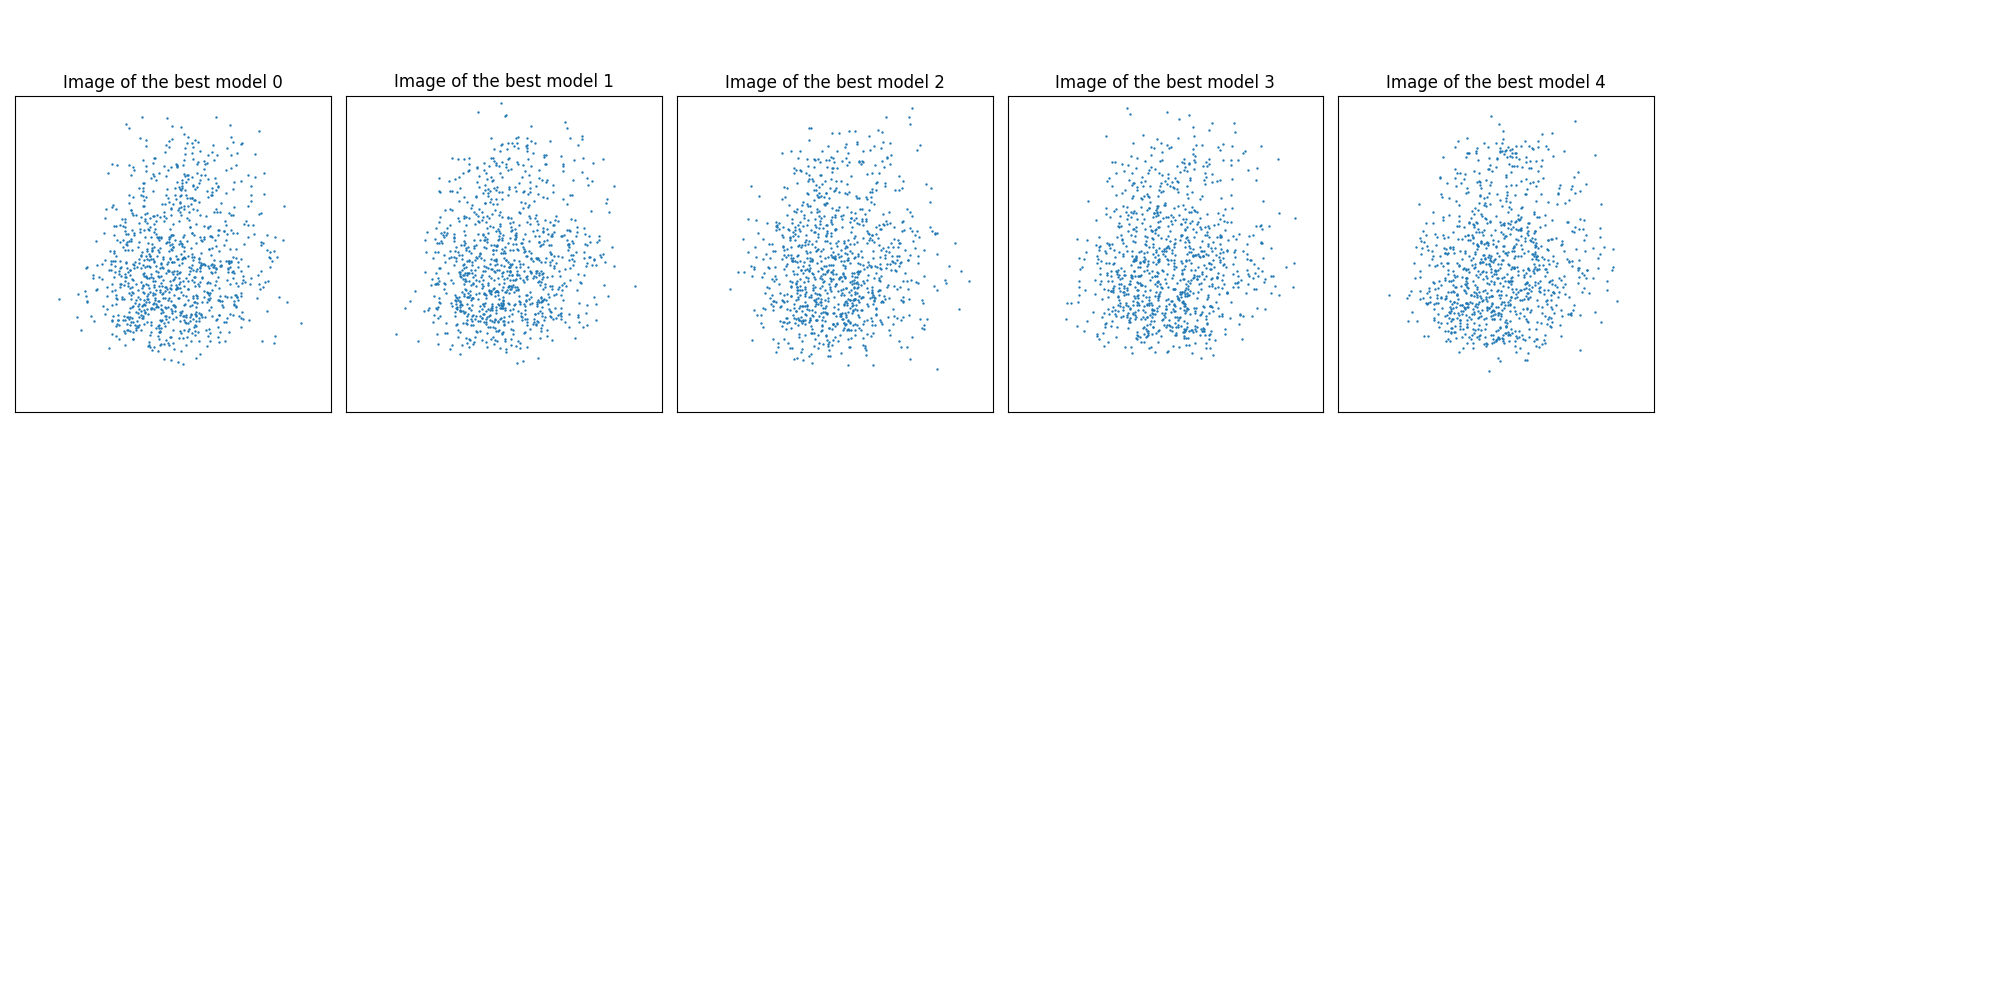 Image of the best model 0
Image of the best model 1
Image of the best model 2
Image of the best model 3
Image of the best model 4